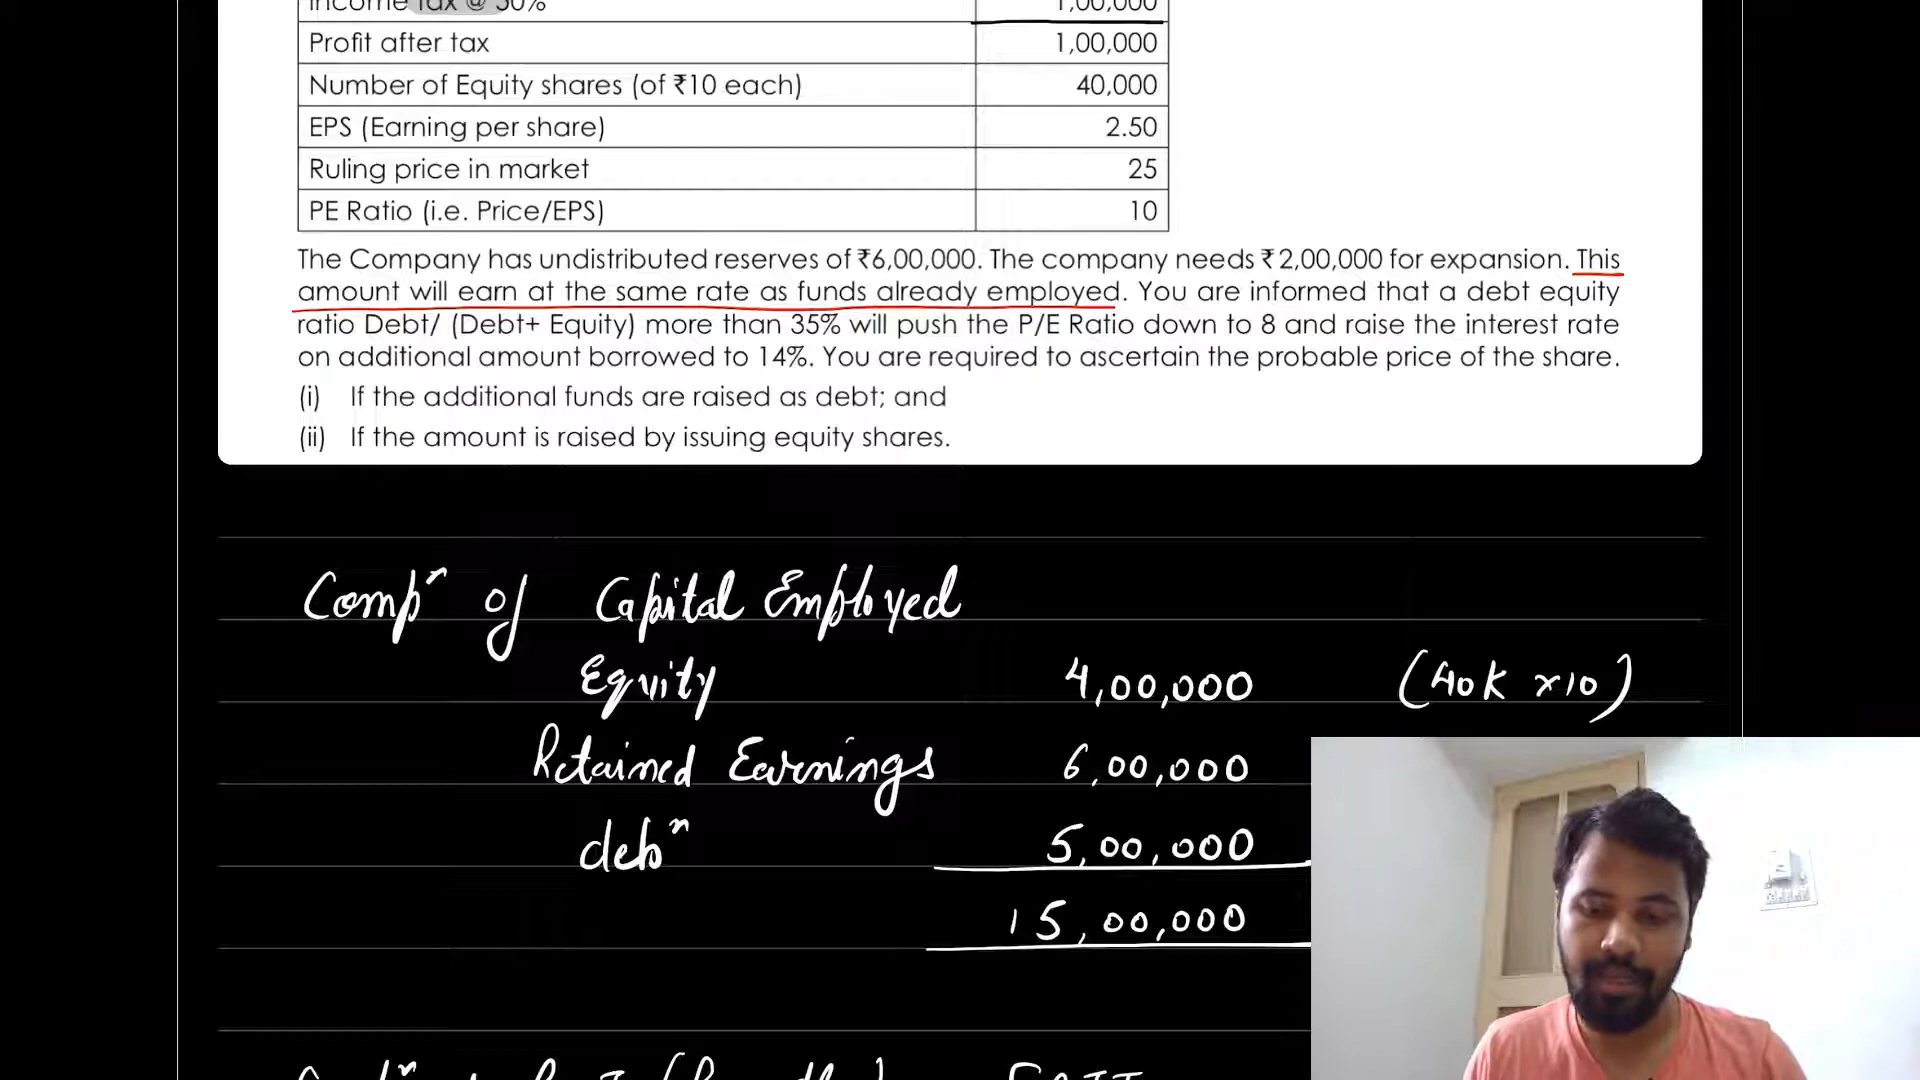 Income Tax @ 50% 1,00,000
Profit after tax 1,00,000
Number of Equity shares (of ₹10 each) 40,000
EPS (Earning per share) 2.50
Ruling price in market 25
PE Ratio (i.e. Price/EPS) 10
The Company has undistributed reserves of ₹6,00,000. The company needs ₹2,00,000 for expansion. This
amount will earn at the same rate as funds already employed. You are informed that a debt equity
ratio Debt/ (Debt+ Equity) more than 35% will push the P/E Ratio down to 8 and raise the interest rate
on additional amount borrowed to 14%. You are required to ascertain the probable price of the share.
(i) If the additional funds are raised as debt; and
(ii) If the amount is raised by issuing equity shares.
Compⁿ of Capital Employed
Equity 4,00,000 (40K x10)
Retained Earnings 6,00,000
debⁿ 5,00,000
15,00,000